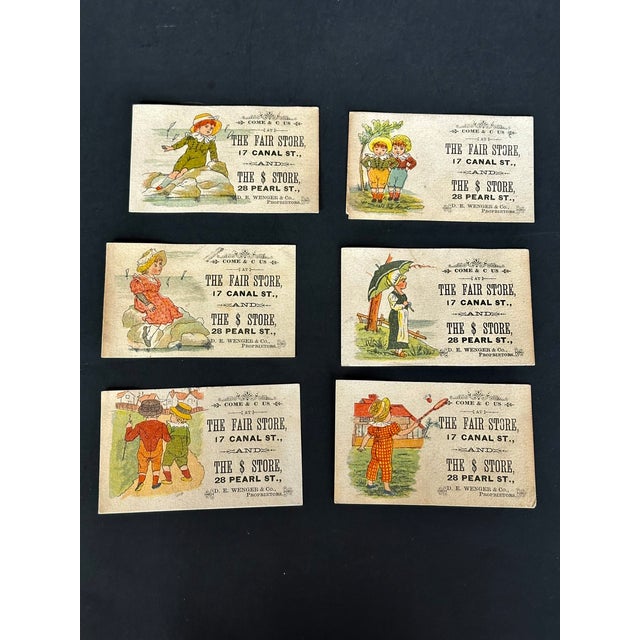 COME & C US
AT
THE FAIR STORE,
17 CANAL ST.,
AND
THE $ STORE,
28 PEARL ST.,
D. E. WENGER & Co.,
PROPRIETORS.
COME & C US
AT
THE FAIR STORE,
17 CANAL ST.,
AND
THE $ STORE,
28 PEARL ST.,
D. E. WENGER & Co.,
PROPRIETORS.
COME & C US
AT
THE FAIR STORE,
17 CANAL ST.,
AND
THE $ STORE,
28 PEARL ST.,
D. E. WENGER & Co.,
PROPRIETORS.
COME & C US
AT
THE FAIR STORE,
17 CANAL ST.,
AND
THE $ STORE,
28 PEARL ST.,
D. E. WENGER & Co.,
PROPRIETORS.
COME & C US
AT
THE FAIR STORE,
17 CANAL ST.,
AND
THE $ STORE,
28 PEARL ST.,
D. E. WENGER & Co.,
PROPRIETORS.
COME & C US
AT
THE FAIR STORE,
17 CANAL ST.,
AND
THE $ STORE,
28 PEARL ST.,
D. E. WENGER & Co.,
PROPRIETORS.